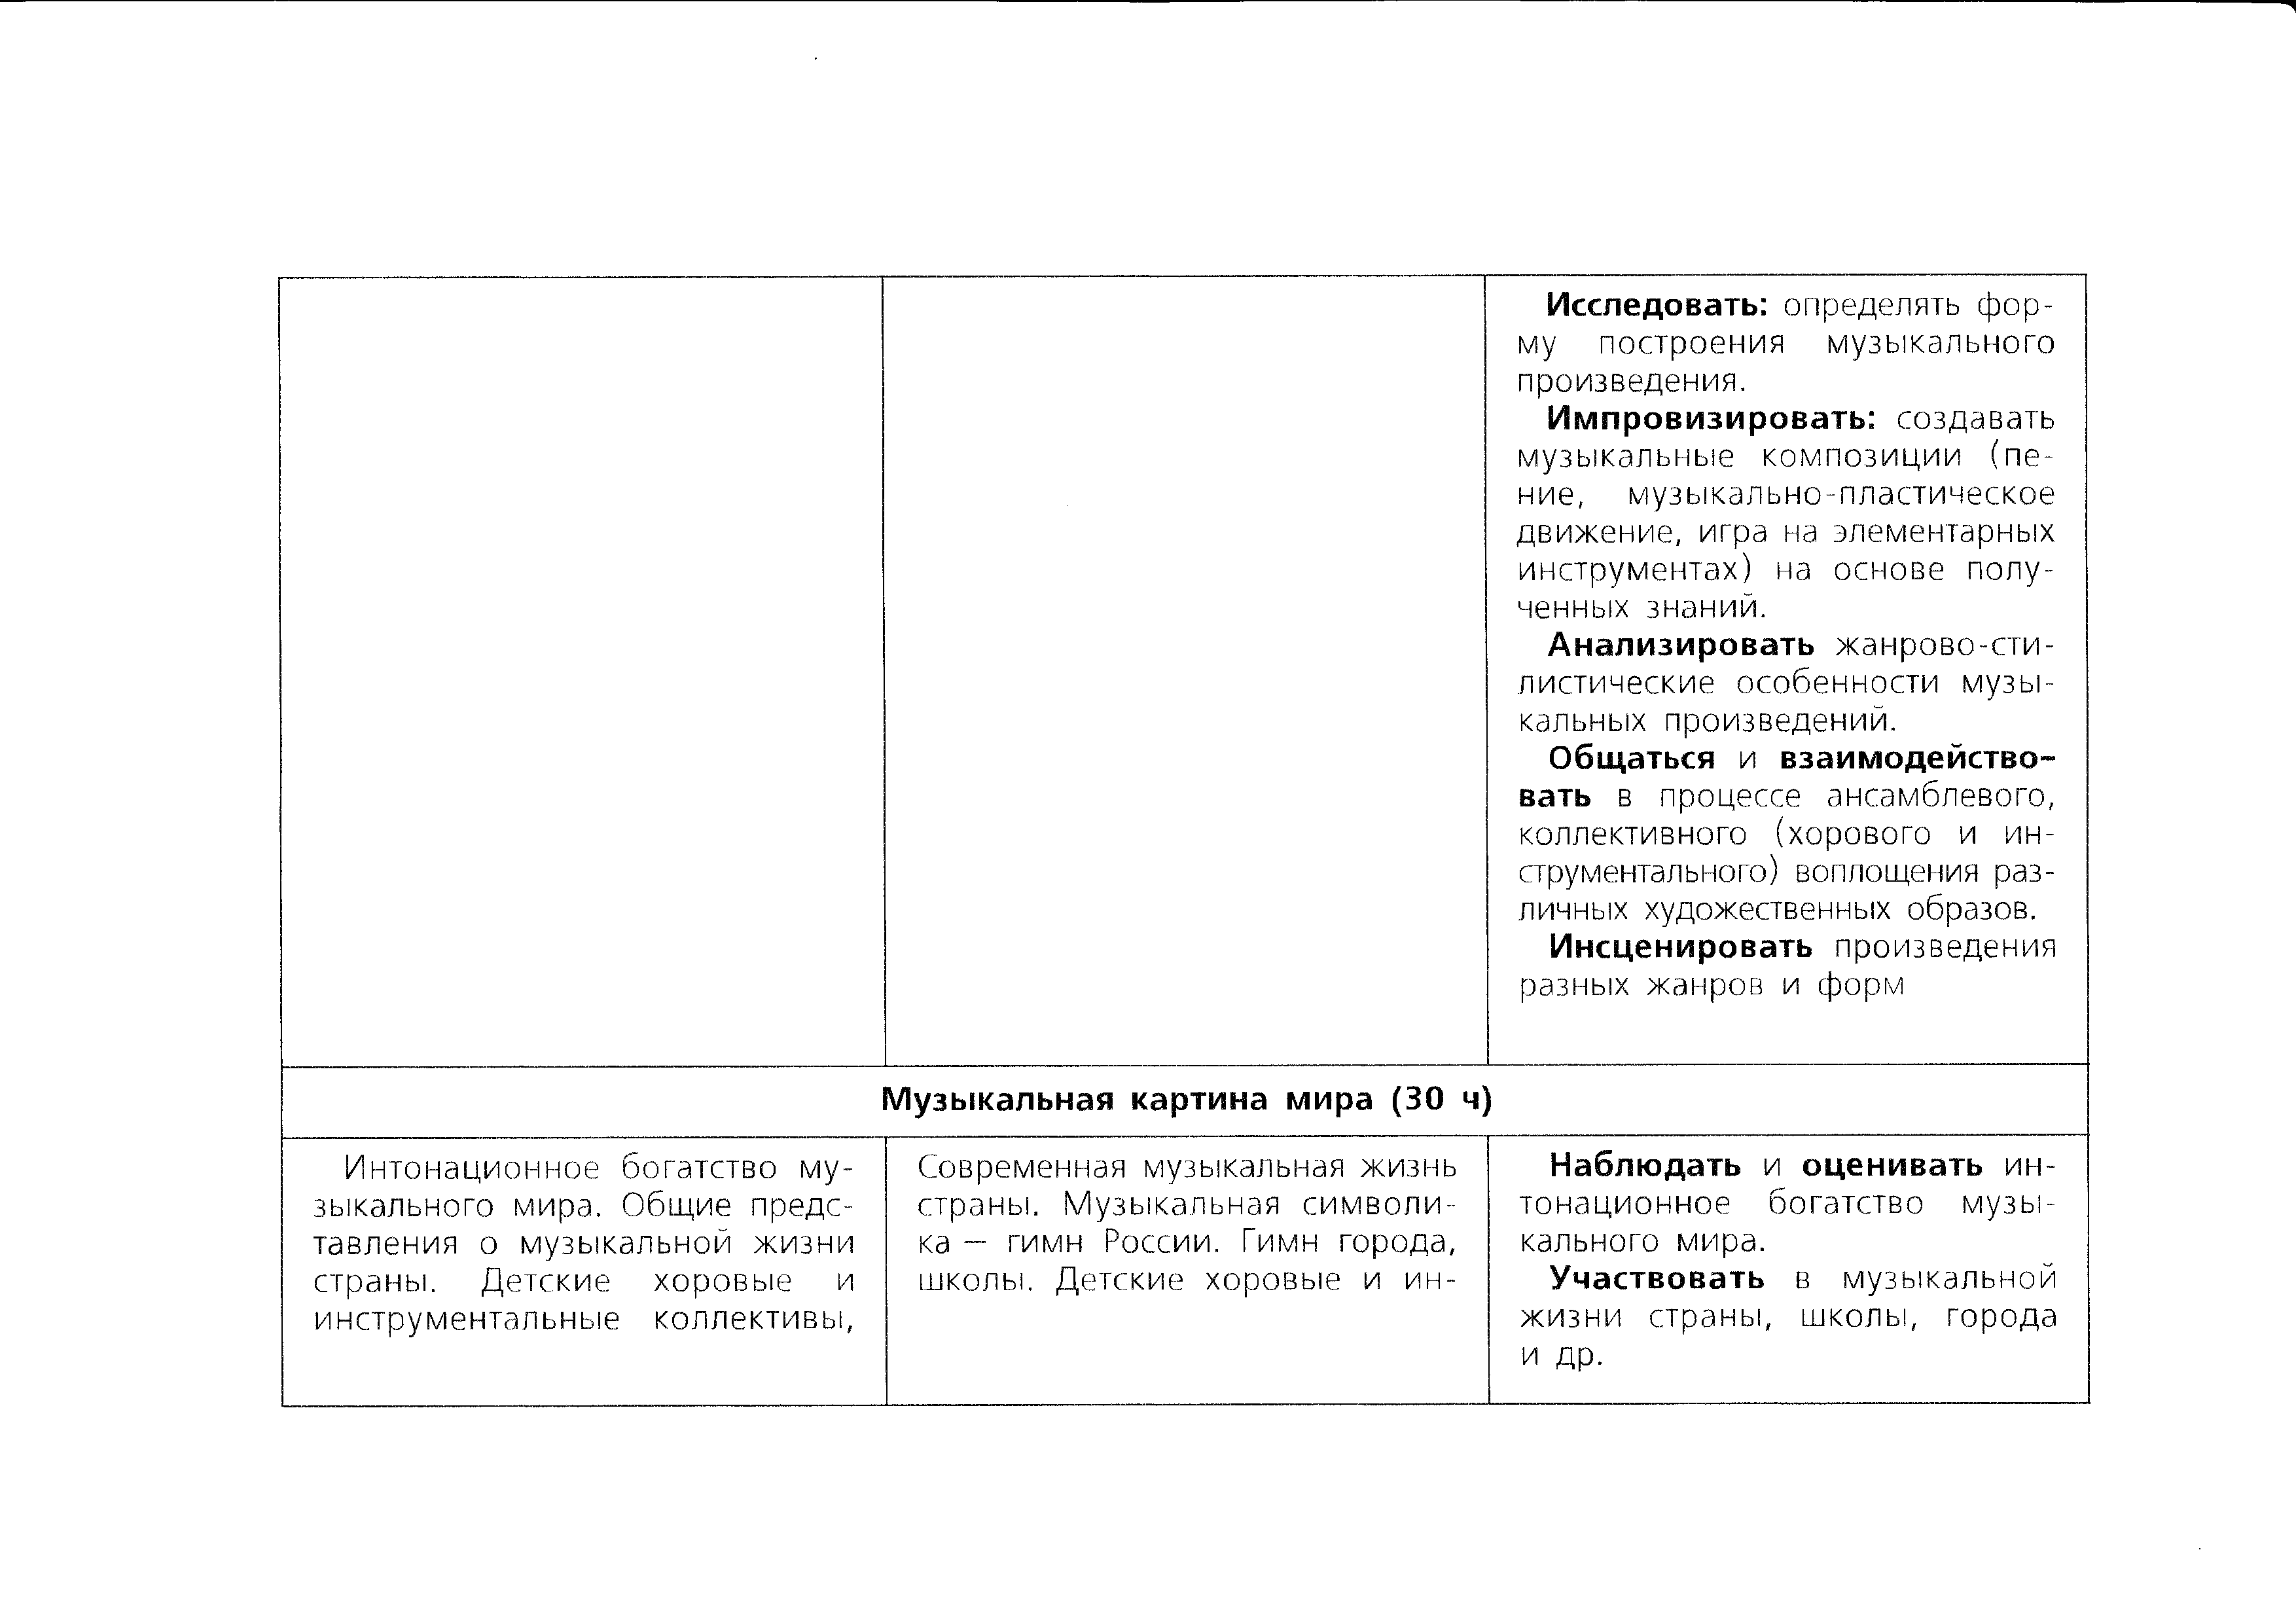 Исследовать: определять фор-
му построения музыкального
произведения.
Импровизировать: создавать
музыкальные композиции (пе-
ние, музыкально-пластическое
движение, игра на элементарных
инструментах) на основе полу-
ченных знаний.
Анализировать жанрово-сти-
листические особенности музы-
кальных произведений.
Общаться и взаимодейство-
вать в процессе ансамблевого,
коллективного (хорового и ин-
струментального) воплощения раз-
личных художественных образов.
Инсценировать произведения
разных жанров и форм
Музыкальная картина мира (30 ч)
Интонационное богатство му-
зыкального мира. Общие предс-
тавления о музыкальной жизни
страны. Детские хоровые и
инструментальные коллективы,
Современная музыкальная жизнь
страны. Музыкальная символи-
ка — гимн России. Гимн города,
школы. Детские хоровые и ин-
Наблюдать и оценивать ин-
тонационное богатство музы-
кального мира.
Участвовать в музыкальной
жизни страны, школы, города
и др.